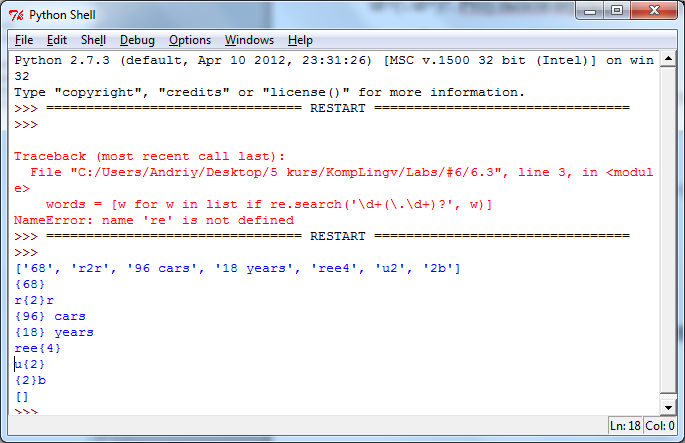 Python Shell
File Edit Shell Debug Options Windows Help
Python 2.7.3 (default, Apr 10 2012, 23:31:26) [MSC v.1500 32 bit (Intel)] on win
32
Type "copyright", "credits" or "license()" for more information.
>>> ================================ RESTART ================================
>>>
Traceback (most recent call last):
  File "C:/Users/Andriy/Desktop/5 kurs/KompLingv/Labs/#6/6.3", line 3, in <modul
e>
    words = [w for w in list if re.search('\d+(\.\d+)?', w)]
NameError: name 're' is not defined
>>> ================================ RESTART ================================
>>>
['68', 'r2r', '96 cars', '18 years', 'ree4', 'u2', '2b']
{68}
r{2}r
{96} cars
{18} years
ree{4}
u{2}
{2}b
[]
>>>
Ln: 18 Col: 0